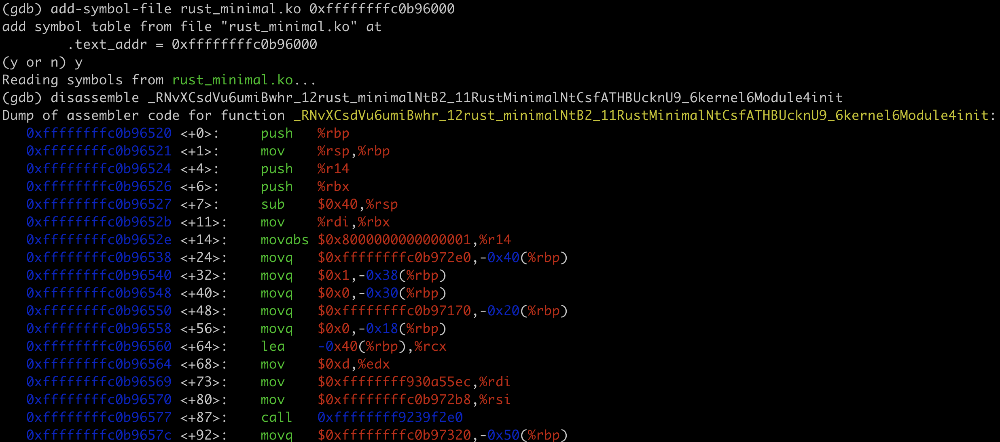 (gdb) add-symbol-file rust_minimal.ko 0xffffffffc0b96000
add symbol table from file "rust_minimal.ko" at
        .text_addr = 0xffffffffc0b96000
(y or n) y
Reading symbols from rust_minimal.ko...
(gdb) disassemble _RNvXCsdVu6umiBwhr_12rust_minimalNtB2_11RustMinimalNtCsfATHBUcknU9_6kernel6Module4init
Dump of assembler code for function _RNvXCsdVu6umiBwhr_12rust_minimalNtB2_11RustMinimalNtCsfATHBUcknU9_6kernel6Module4init:
   0xffffffffc0b96520 <+0>:     push   %rbp
   0xffffffffc0b96521 <+1>:     mov    %rsp,%rbp
   0xffffffffc0b96524 <+4>:     push   %r14
   0xffffffffc0b96526 <+6>:     push   %rbx
   0xffffffffc0b96527 <+7>:     sub    $0x40,%rsp
   0xffffffffc0b9652b <+11>:    mov    %rdi,%rbx
   0xffffffffc0b9652e <+14>:    movabs $0x8000000000000001,%r14
   0xffffffffc0b96538 <+24>:    movq   $0xffffffffc0b972e0,-0x40(%rbp)
   0xffffffffc0b96540 <+32>:    movq   $0x1,-0x38(%rbp)
   0xffffffffc0b96548 <+40>:    movq   $0x0,-0x30(%rbp)
   0xffffffffc0b96550 <+48>:    movq   $0xffffffffc0b97170,-0x20(%rbp)
   0xffffffffc0b96558 <+56>:    movq   $0x0,-0x18(%rbp)
   0xffffffffc0b96560 <+64>:    lea    -0x40(%rbp),%rcx
   0xffffffffc0b96564 <+68>:    mov    $0xd,%edx
   0xffffffffc0b96569 <+73>:    mov    $0xffffffff930a55ec,%rdi
   0xffffffffc0b96570 <+80>:    mov    $0xffffffffc0b972b8,%rsi
   0xffffffffc0b96577 <+87>:    call   0xffffffff9239f2e0
   0xffffffffc0b9657c <+92>:    movq   $0xffffffffc0b97320,-0x50(%rbp)